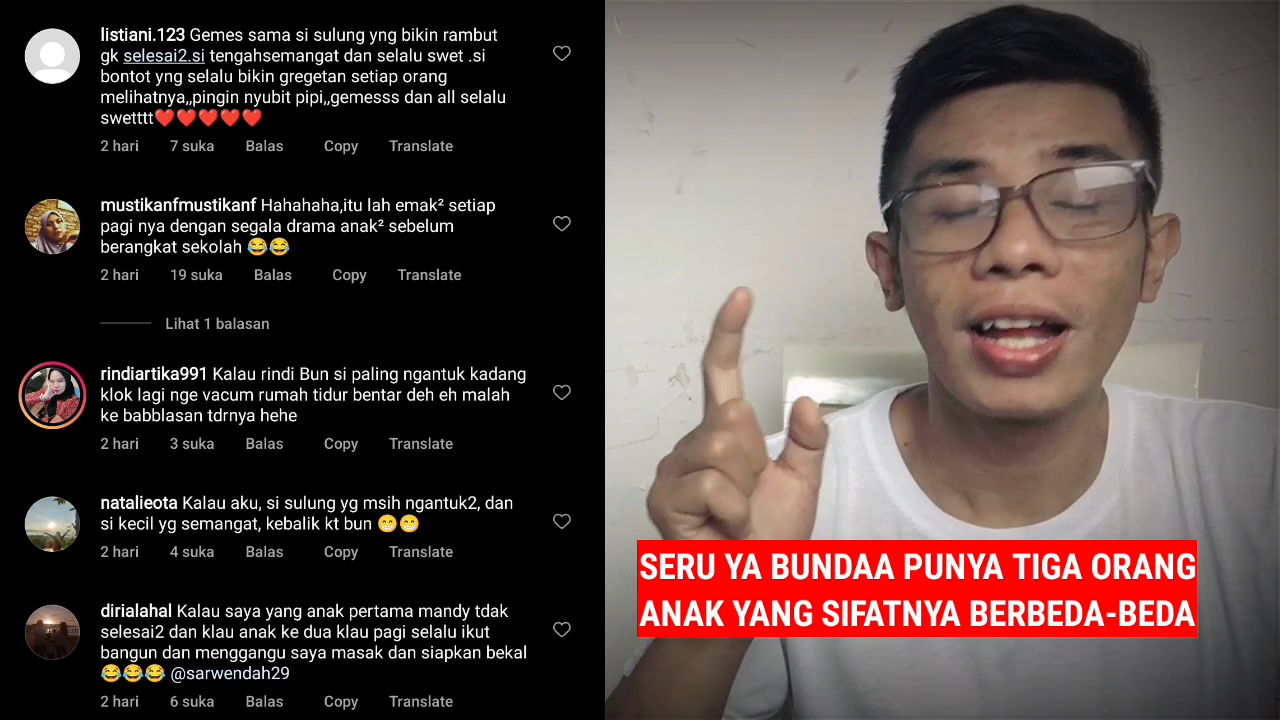 listiani.123 Gemes sama si sulung yng bikin rambut
gk selesai2.si tengahsemangat dan selalu swet .si
bontot yng selalu bikin gregetan setiap orang
melihatnya,,pingin nyubit pipi,,gemesss dan all selalu
swetttt❤️❤️❤️❤️❤️
2 hari 7 suka Balas Copy Translate
mustikanfmustikanf Hahahaha,itu lah emak² setiap
pagi nya dengan segala drama anak² sebelum
berangkat sekolah 😂😂
2 hari 19 suka Balas Copy Translate
Lihat 1 balasan
rindiartika991 Kalau rindi Bun si paling ngantuk kadang
klok lagi nge vacum rumah tidur bentar deh eh malah
ke babblasan tdrnya hehe
2 hari 3 suka Balas Copy Translate
natalieota Kalau aku, si sulung yg msih ngantuk2, dan
si kecil yg semangat, kebalik kt bun 😁😁
2 hari 4 suka Balas Copy Translate
dirialahal Kalau saya yang anak pertama mandy tdak
selesai2 dan klau anak ke dua klau pagi selalu ikut
bangun dan menggangu saya masak dan siapkan bekal
😂😂😂 @sarwendah29
2 hari 6 suka Balas Copy Translate
SERU YA BUNDAA PUNYA TIGA ORANG
ANAK YANG SIFATNYA BERBEDA-BEDA